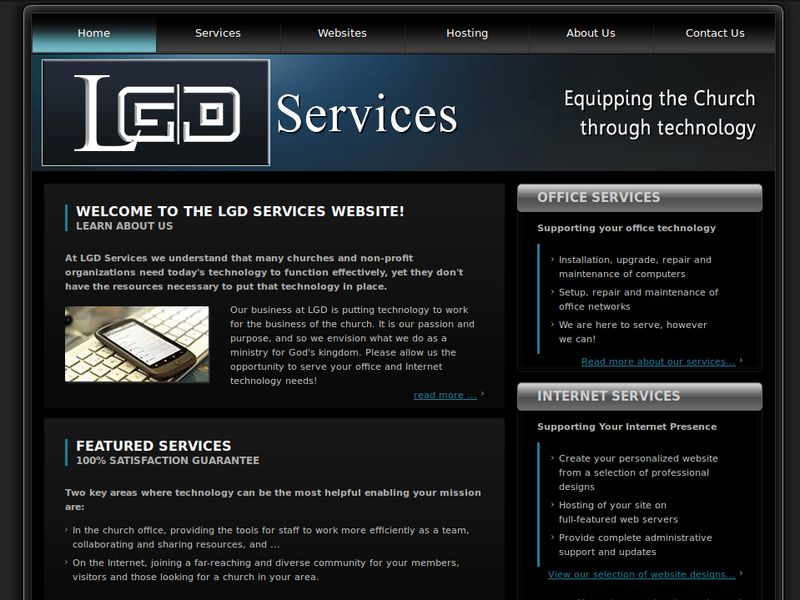 Home
Services
Websites
Hosting
About Us
Contact Us
LGD Services
Equipping the Church
through technology
WELCOME TO THE LGD SERVICES WEBSITE!
LEARN ABOUT US
At LGD Services we understand that many churches and non-profit
organizations need today's technology to function effectively, yet they don't
have the resources necessary to put that technology in place.
Our business at LGD is putting technology to work
for the business of the church. It is our passion and
purpose, and so we envision what we do as a
ministry for God's kingdom. Please allow us the
opportunity to serve your office and Internet
technology needs!
read more ...
FEATURED SERVICES
100% SATISFACTION GUARANTEE
Two key areas where technology can be the most helpful enabling your mission
are:
In the church office, providing the tools for staff to work more efficiently as a team,
collaborating and sharing resources, and ...
On the Internet, joining a far-reaching and diverse community for your members,
visitors and those looking for a church in your area.
OFFICE SERVICES
Supporting your office technology
Installation, upgrade, repair and
maintenance of computers
Setup, repair and maintenance of
office networks
We are here to serve, however
we can!
Read more about our services...
INTERNET SERVICES
Supporting Your Internet Presence
Create your personalized website
from a selection of professional
designs
Hosting of your site on
full-featured web servers
Provide complete administrative
support and updates
View our selection of website designs...